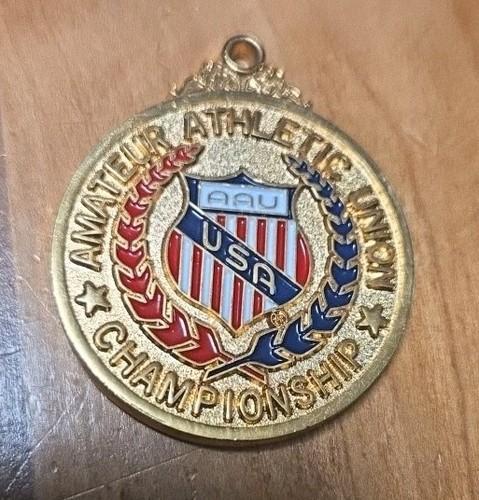 AMATEUR ATHLETIC UNION
AAU
USA
CHAMPIONSHIP